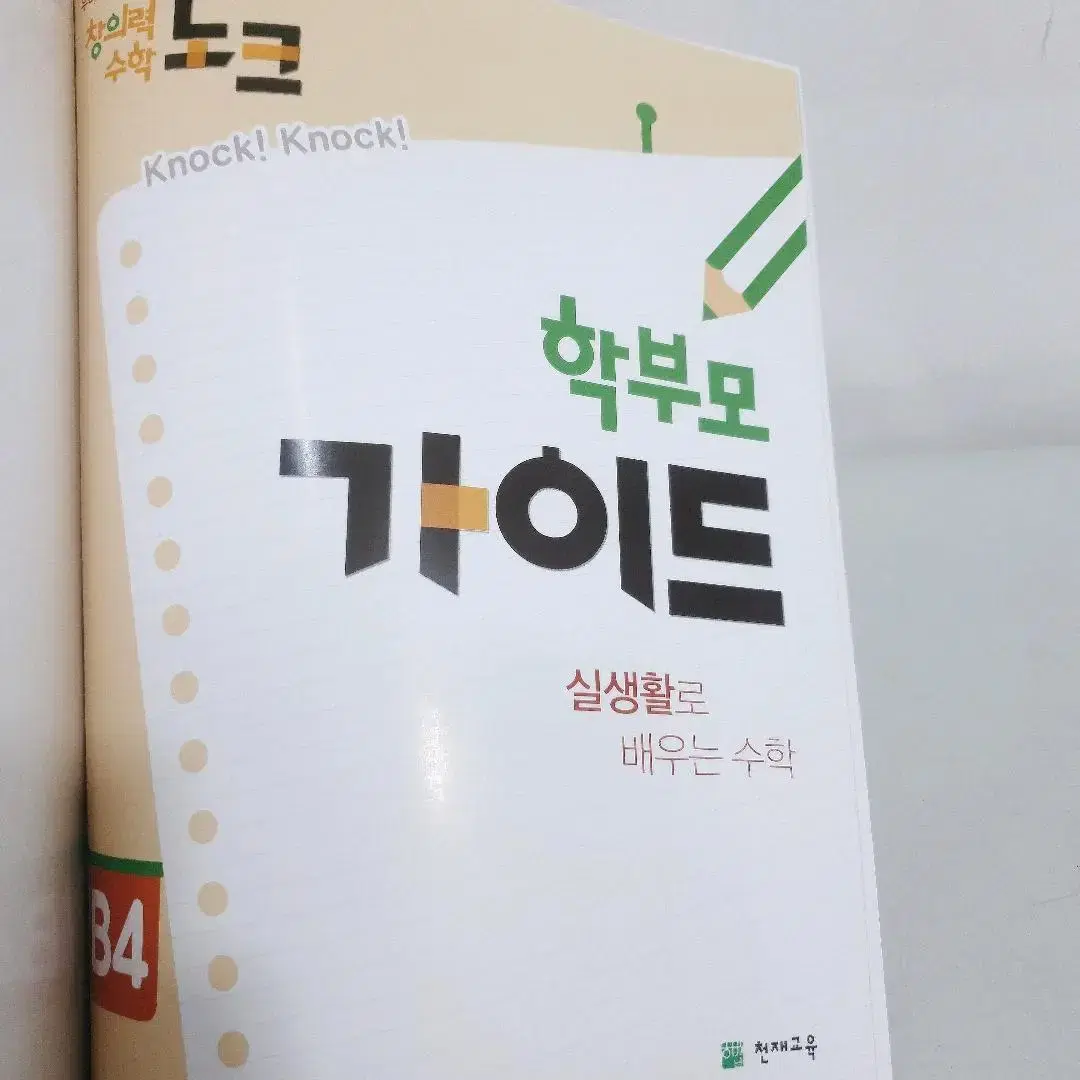 창의력
수학
노크
Knock! Knock!
학부모
가이드
실생활로
배우는 수학
B4
천재교육